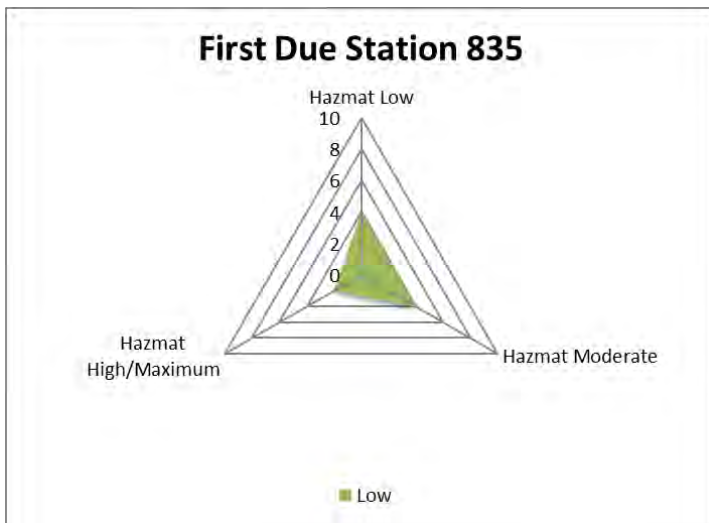 First Due Station 835
Hazmat Low
10
8
6
4
2
0
Hazmat
High/Maximum
Hazmat Moderate
Low